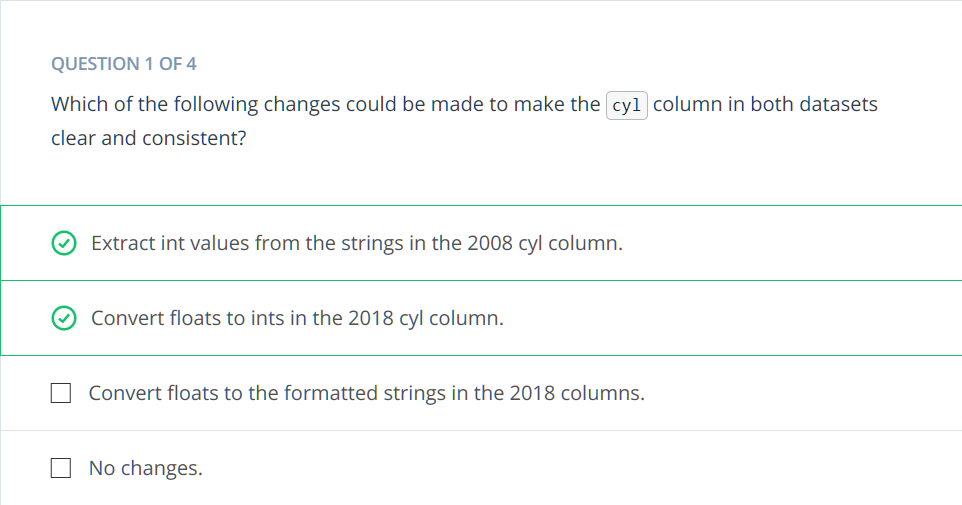 QUESTION 1 OF 4
Which of the following changes could be made to make the cyl column in both datasets
clear and consistent?
Extract int values from the strings in the 2008 cyl column.
Convert floats to ints in the 2018 cyl column.
Convert floats to the formatted strings in the 2018 columns.
No changes.